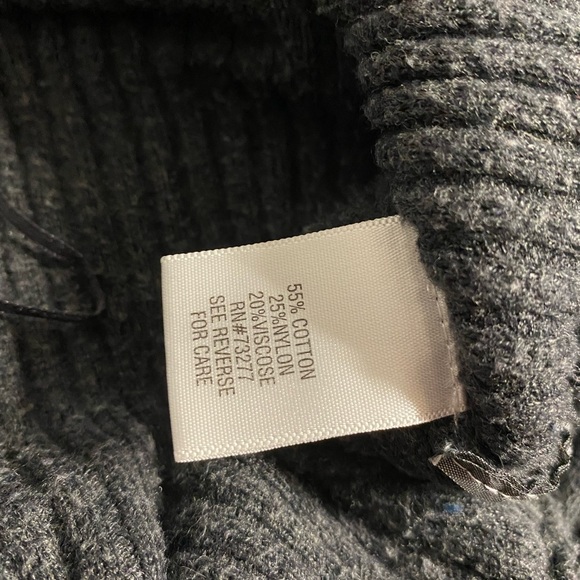 55% COTTON
25%NYLON
20%VISCOSE
RN#73277
SEE REVERSE
FOR CARE